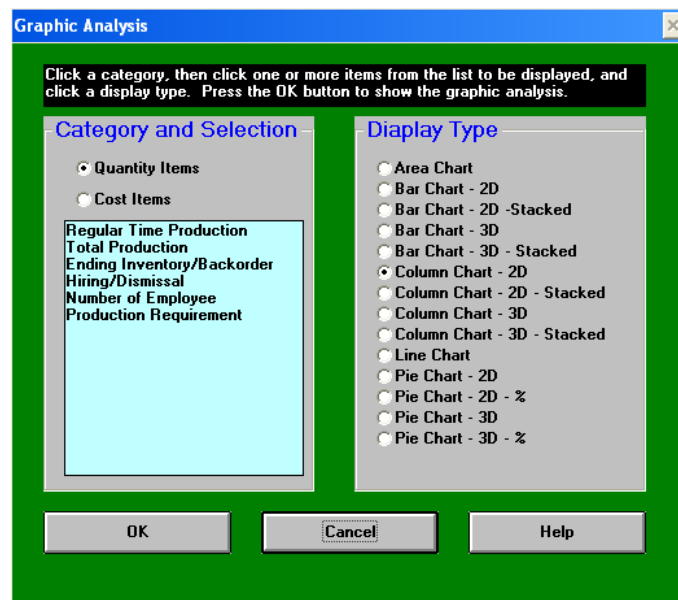 Graphic Analysis
Click a category, then click one or more items from the list to be displayed, and
click a display type. Press the OK button to show the graphic analysis.
Category and Selection
Quantity Items
Cost Items
Regular Time Production
Total Production
Ending Inventory/Backorder
Hiring/Dismissal
Number of Employee
Production Requirement
Diaplay Type
Area Chart
Bar Chart - 2D
Bar Chart - 2D -Stacked
Bar Chart - 3D
Bar Chart - 3D - Stacked
Column Chart - 2D
Column Chart - 2D - Stacked
Column Chart - 3D
Column Chart - 3D - Stacked
Line Chart
Pie Chart - 2D
Pie Chart - 2D - %
Pie Chart - 3D
Pie Chart - 3D - %
OK
Cancel
Help